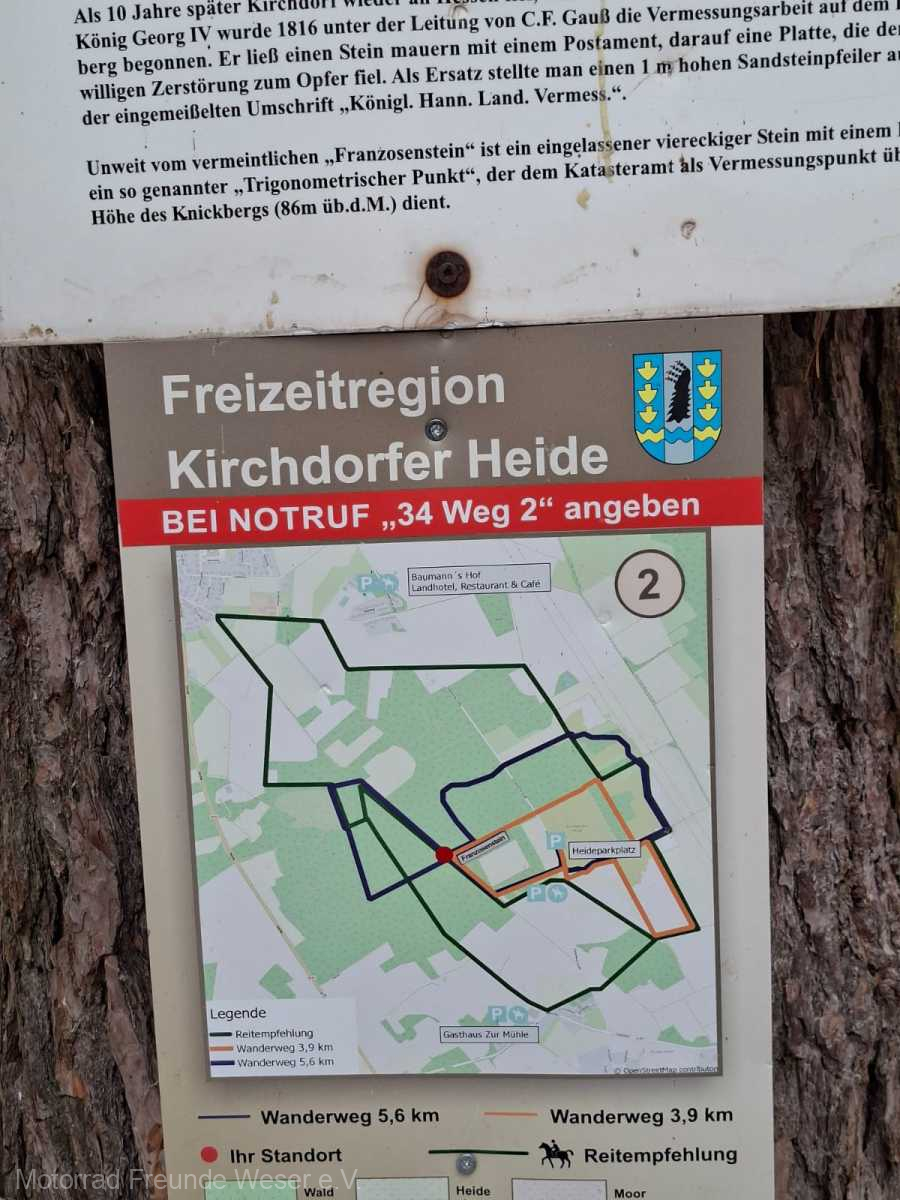 Als 10 Jahre später Kirchdorf wieder an Hessen
König Georg IV wurde 1816 unter der Leitung von C.F. Gauß die Vermessungsarbeit auf dem
berg begonnen. Er ließ einen Stein mauern mit einem Postament, darauf eine Platte, die
willigen Zerstörung zum Opfer fiel. Als Ersatz stellte man einen 1 m hohen Sandsteinpfeiler
der eingemeißelten Umschrift „Königl. Hann. Land. Vermess.“.
Unweit vom vermeintlichen „Franzosenstein“ ist ein eingelassener viereckiger Stein mit einem
ein so genannter „Trigonometrischer Punkt“, der dem Katasteramt als Vermessungspunkt
Höhe des Knickbergs (86m üb.d.M.) dient.
Freizeitregion
Kirchdorfer Heide
BEI NOTRUF „34 Weg 2“ angeben
2
P
Baumann´s Hof
Landhotel, Restaurant & Café
Franzosenstein
P
Heideparkplatz
P
P
Gasthaus Zur Mühle
Legende
Reitempfehlung
Wanderweg 3,9 km
Wanderweg 5,6 km
© OpenStreetMap contributors
Wanderweg 5,6 km
Wanderweg 3,9 km
Ihr Standort
Reitempfehlung
Wald
Heide
Moor
Motorrad Freunde Weser e.V.